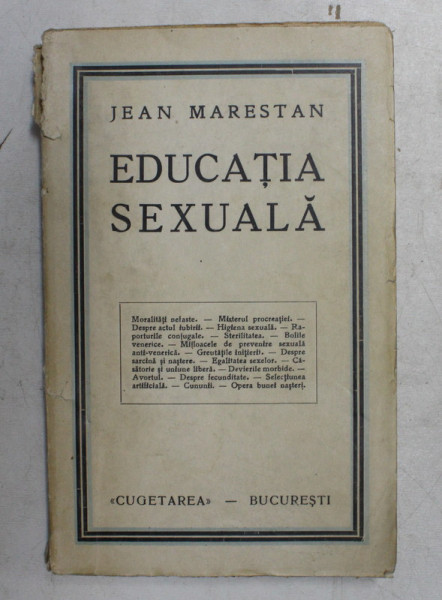 JEAN MARESTAN
EDUCAȚIA
SEXUALĂ
Moralități nefaste. — Misterul procreației. —
Despre actul iubirii. — Higiena sexuală. — Ra-
porturile conjugale. — Sterilitatea. — Bolile
venerice. — Mijloacele de prevenire sexuală
anti-venerică. — Greutățile inițierii. — Despre
sarcină și naștere. — Egalitatea sexelor. — Că-
sătorie și uniune liberă. — Devierile morbide. —
Avortul. — Despre fecunditate. — Selecțiunea
artificială. — Cununii. — Opera bunei nașteri.
«CUGETAREA» — BUCUREȘTI